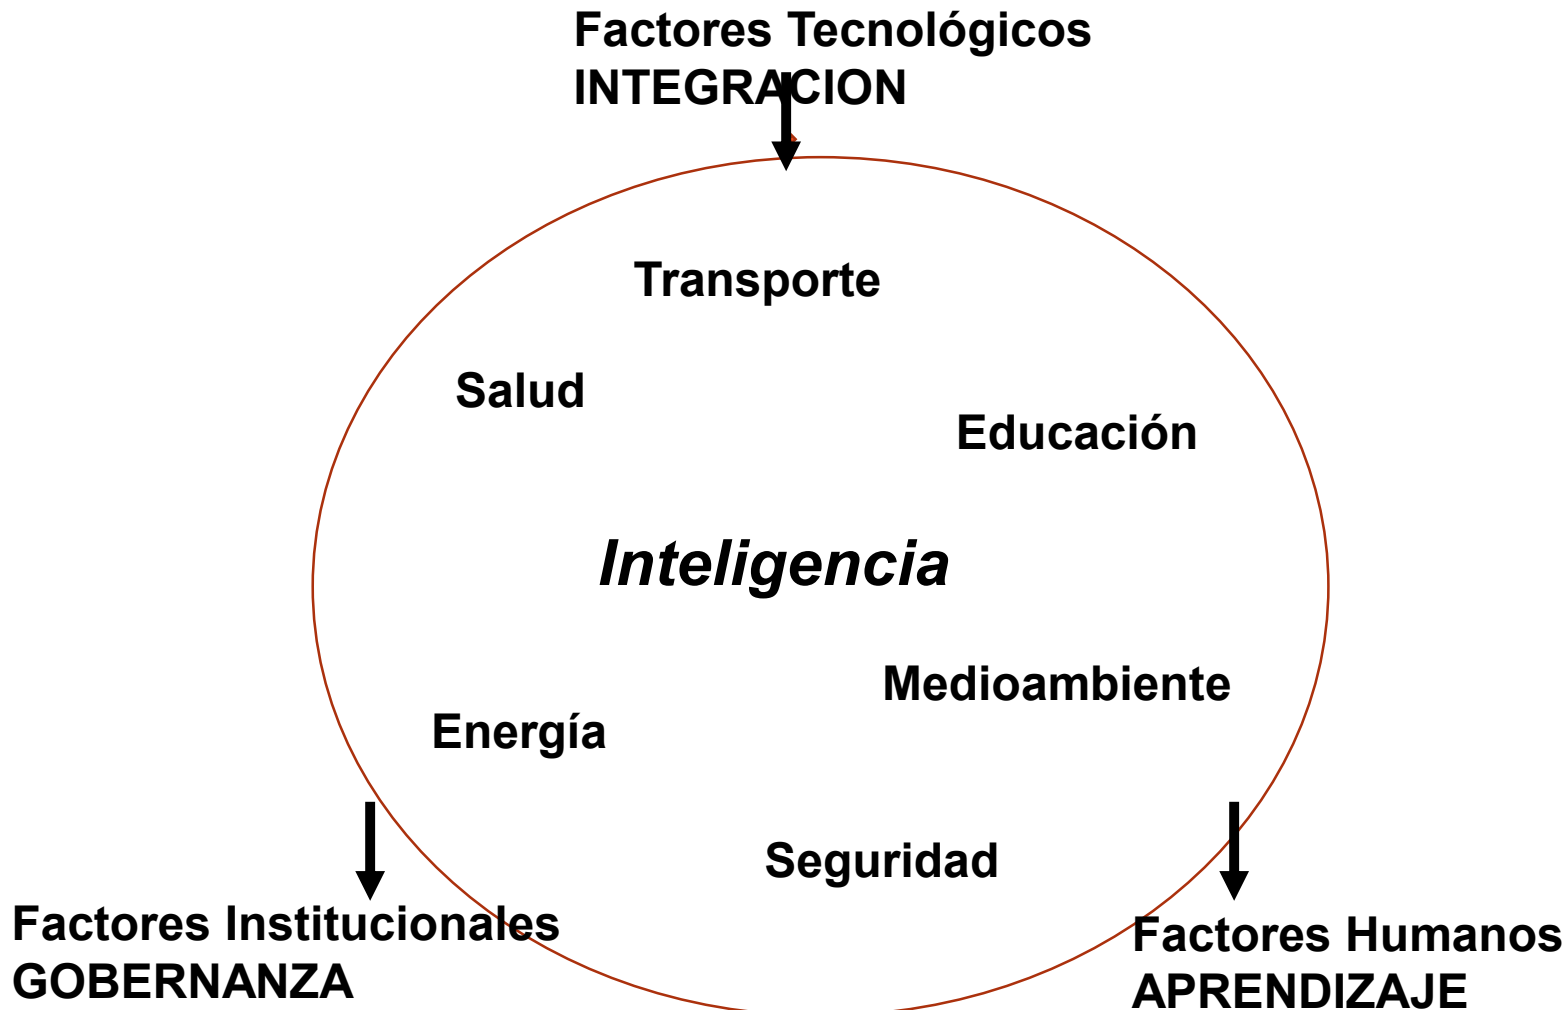 Factores Tecnológicos
INTEGRACION
Transporte
Salud
Educación
Inteligencia
Medioambiente
Energía
Seguridad
Factores Institucionales
GOBERNANZA
Factores Humanos
APRENDIZAJE